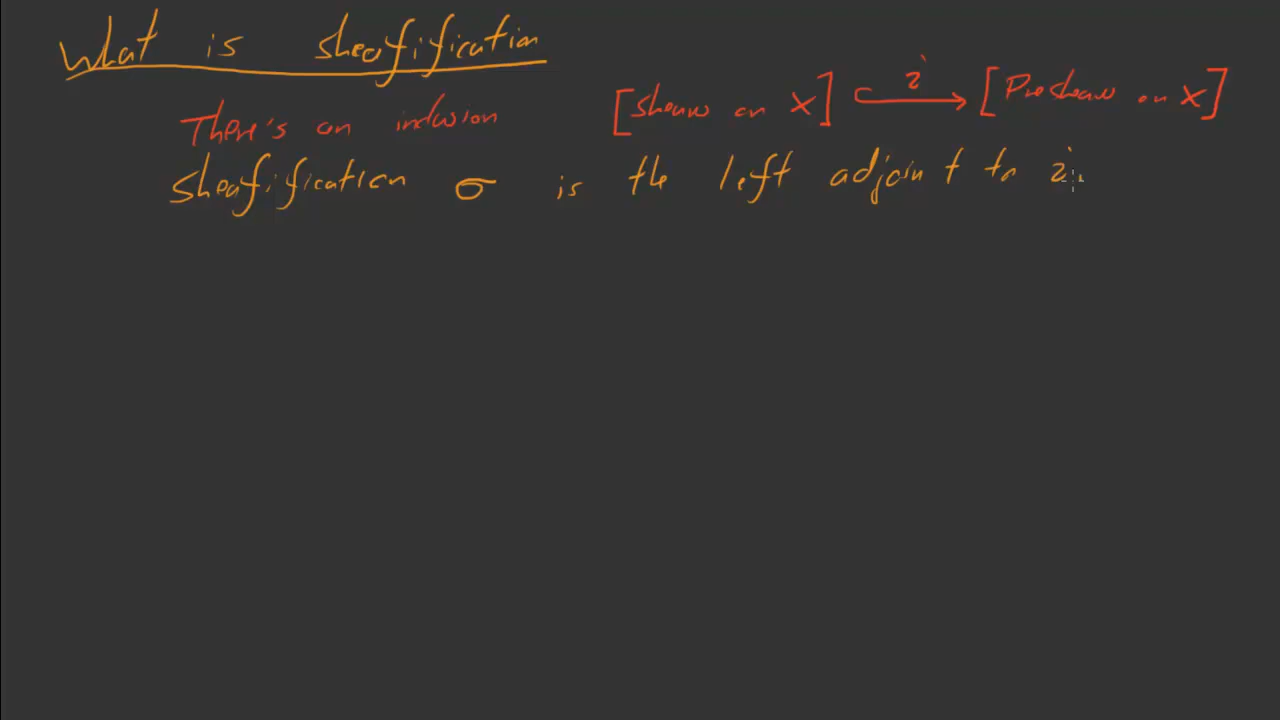 What is sheafification
There's an inclusion [Sheaves on X] ↪ i [Presheaves on X]
Sheafification σ is the left adjoint to i